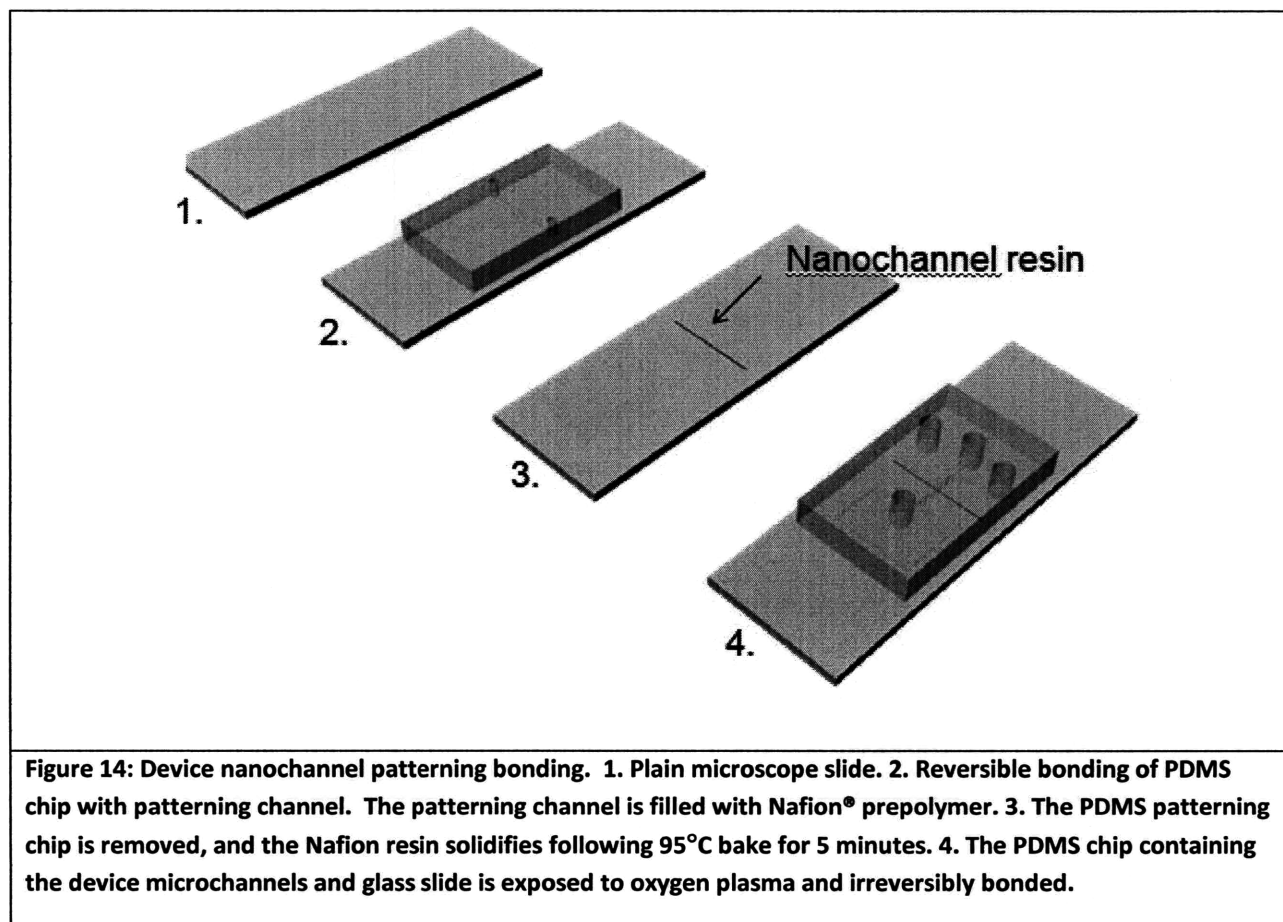 1.
2.
Nanochannel resin
3.
4.
Figure 14: Device nanochannel patterning bonding.  1. Plain microscope slide. 2. Reversible bonding of PDMS
chip with patterning channel.  The patterning channel is filled with Nafion® prepolymer. 3. The PDMS patterning
chip is removed, and the Nafion resin solidifies following 95°C bake for 5 minutes. 4. The PDMS chip containing
the device microchannels and glass slide is exposed to oxygen plasma and irreversibly bonded.